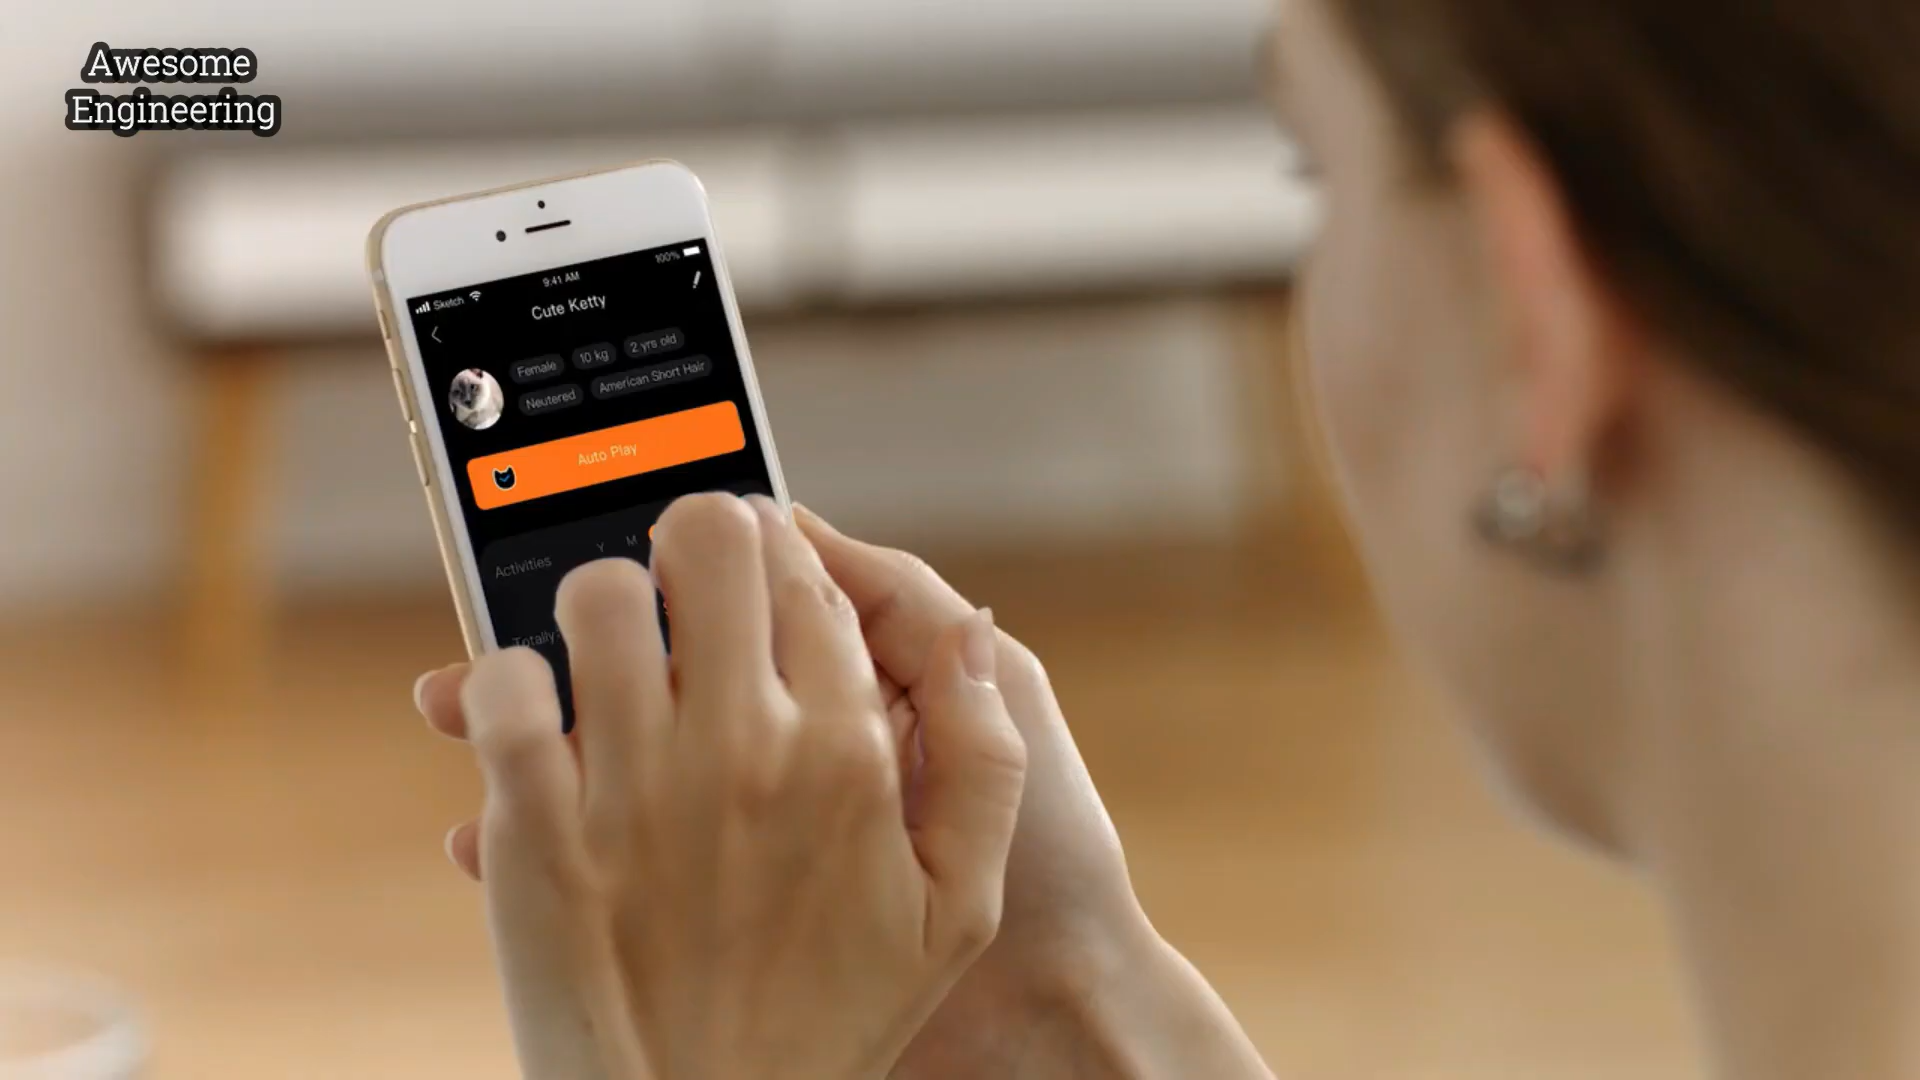 Awesome
Engineering
Sketch 9:41 AM 100%
Cute Ketty
Female 10 kg 2 yrs old
Neutered American Short Hair
Auto Play
Activities Y M
Totally